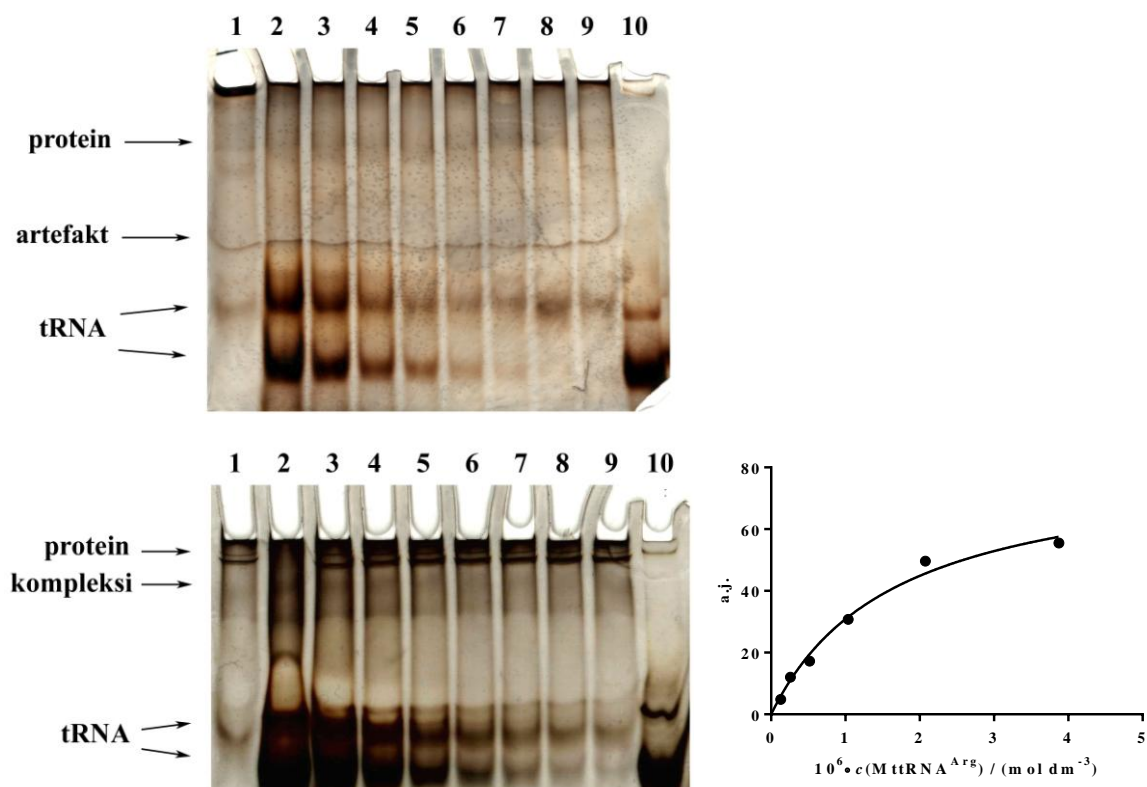 1 2 3 4 5 6 7 8 9 10
protein
artefakt
tRNA
1 2 3 4 5 6 7 8 9 10
protein
kompleksi
tRNA
80
60
40
20
0
a.j.
0 1 2 3 4 5
10⁶•c(MttRNAᴬʳᵍ) / (mol dm⁻³)